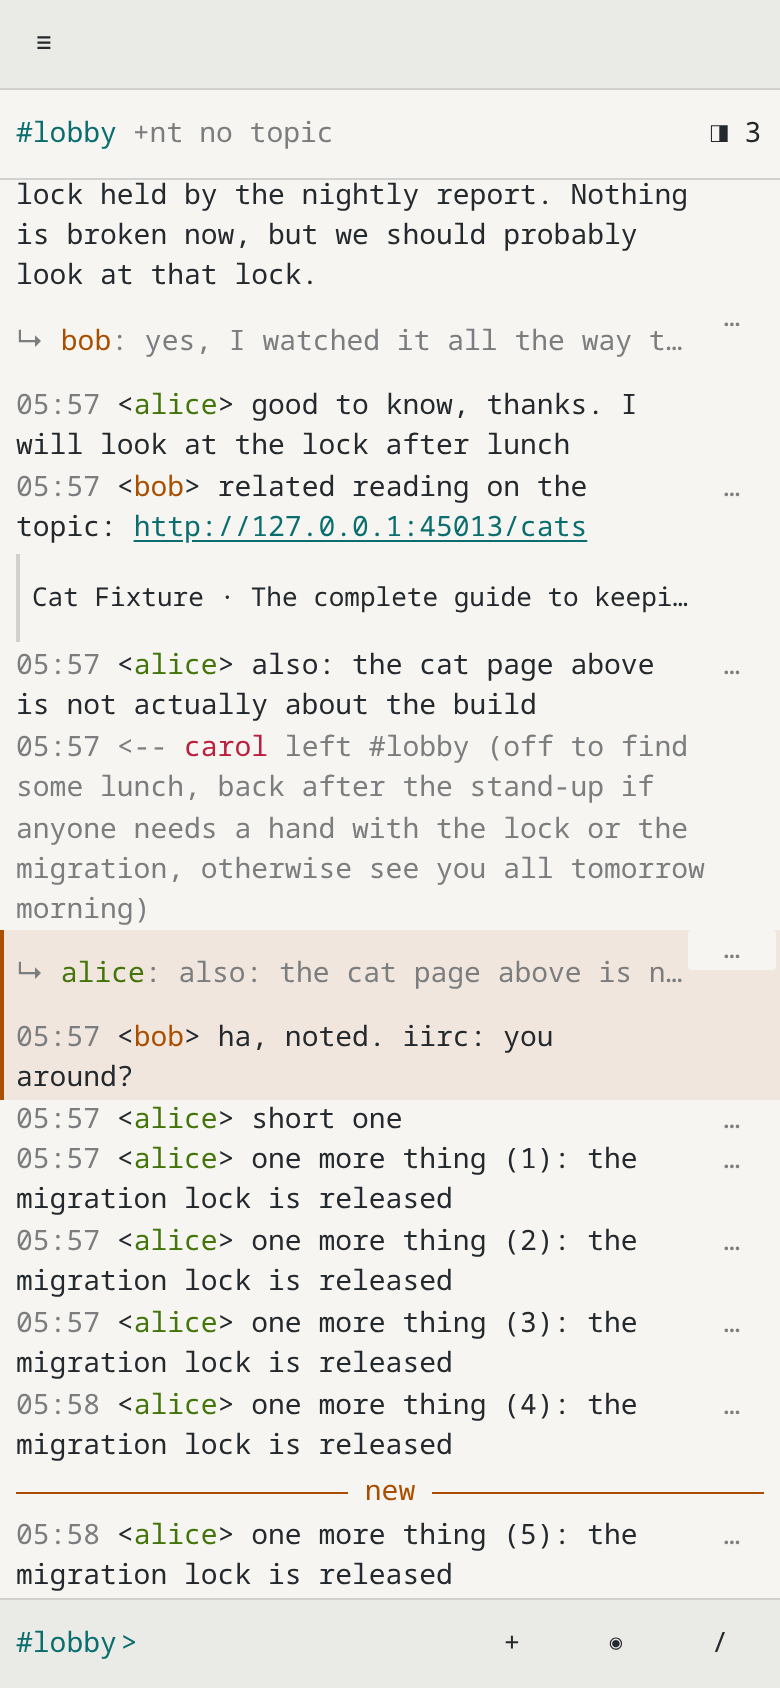 ≡
#lobby +nt no topic ◨ 3
lock held by the nightly report. Nothing
is broken now, but we should probably
look at that lock.
…
↳ bob: yes, I watched it all the way t…
05:57 <alice> good to know, thanks. I
will look at the lock after lunch
05:57 <bob> related reading on the …
topic: http://127.0.0.1:45013/cats
Cat Fixture · The complete guide to keepi…
05:57 <alice> also: the cat page above …
is not actually about the build
05:57 <-- carol left #lobby (off to find
some lunch, back after the stand-up if
anyone needs a hand with the lock or the
migration, otherwise see you all tomorrow
morning)
…
↳ alice: also: the cat page above is n…
05:57 <bob> ha, noted. iirc: you
around?
05:57 <alice> short one …
05:57 <alice> one more thing (1): the …
migration lock is released
05:57 <alice> one more thing (2): the …
migration lock is released
05:57 <alice> one more thing (3): the …
migration lock is released
05:58 <alice> one more thing (4): the …
migration lock is released
new
05:58 <alice> one more thing (5): the …
migration lock is released
#lobby> + ◉ /